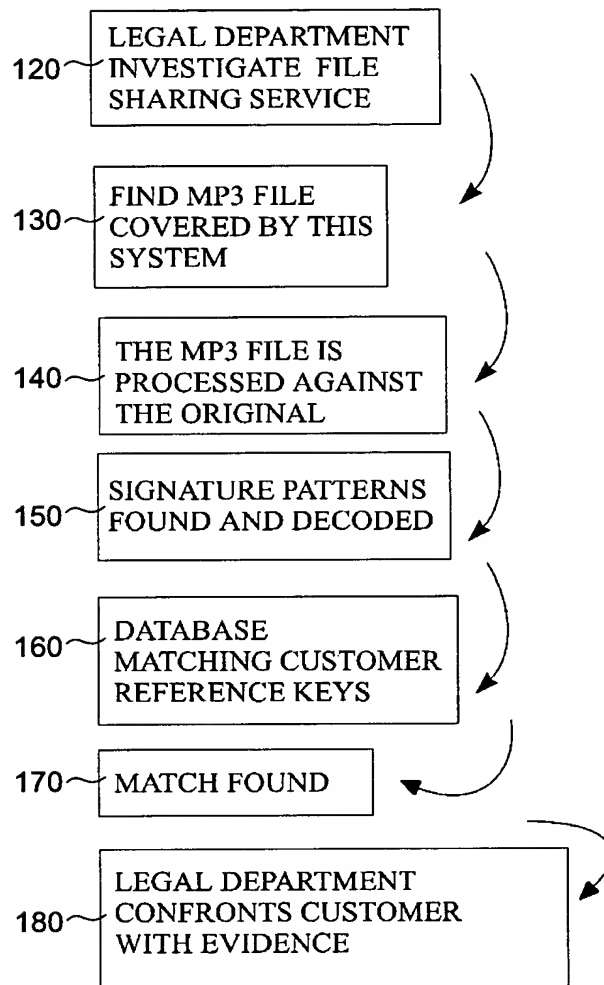 LEGAL DEPARTMENT
120 INVESTIGATE FILE
SHARING SERVICE
FIND MP3 FILE
130 COVERED BY THIS
SYSTEM
THE MP3 FILE IS
140 PROCESSED AGAINST
THE ORIGINAL
SIGNATURE PATTERNS
150 FOUND AND DECODED
DATABASE
160 MATCHING CUSTOMER
REFERENCE KEYS
170 MATCH FOUND
LEGAL DEPARTMENT
180 CONFRONTS CUSTOMER
WITH EVIDENCE